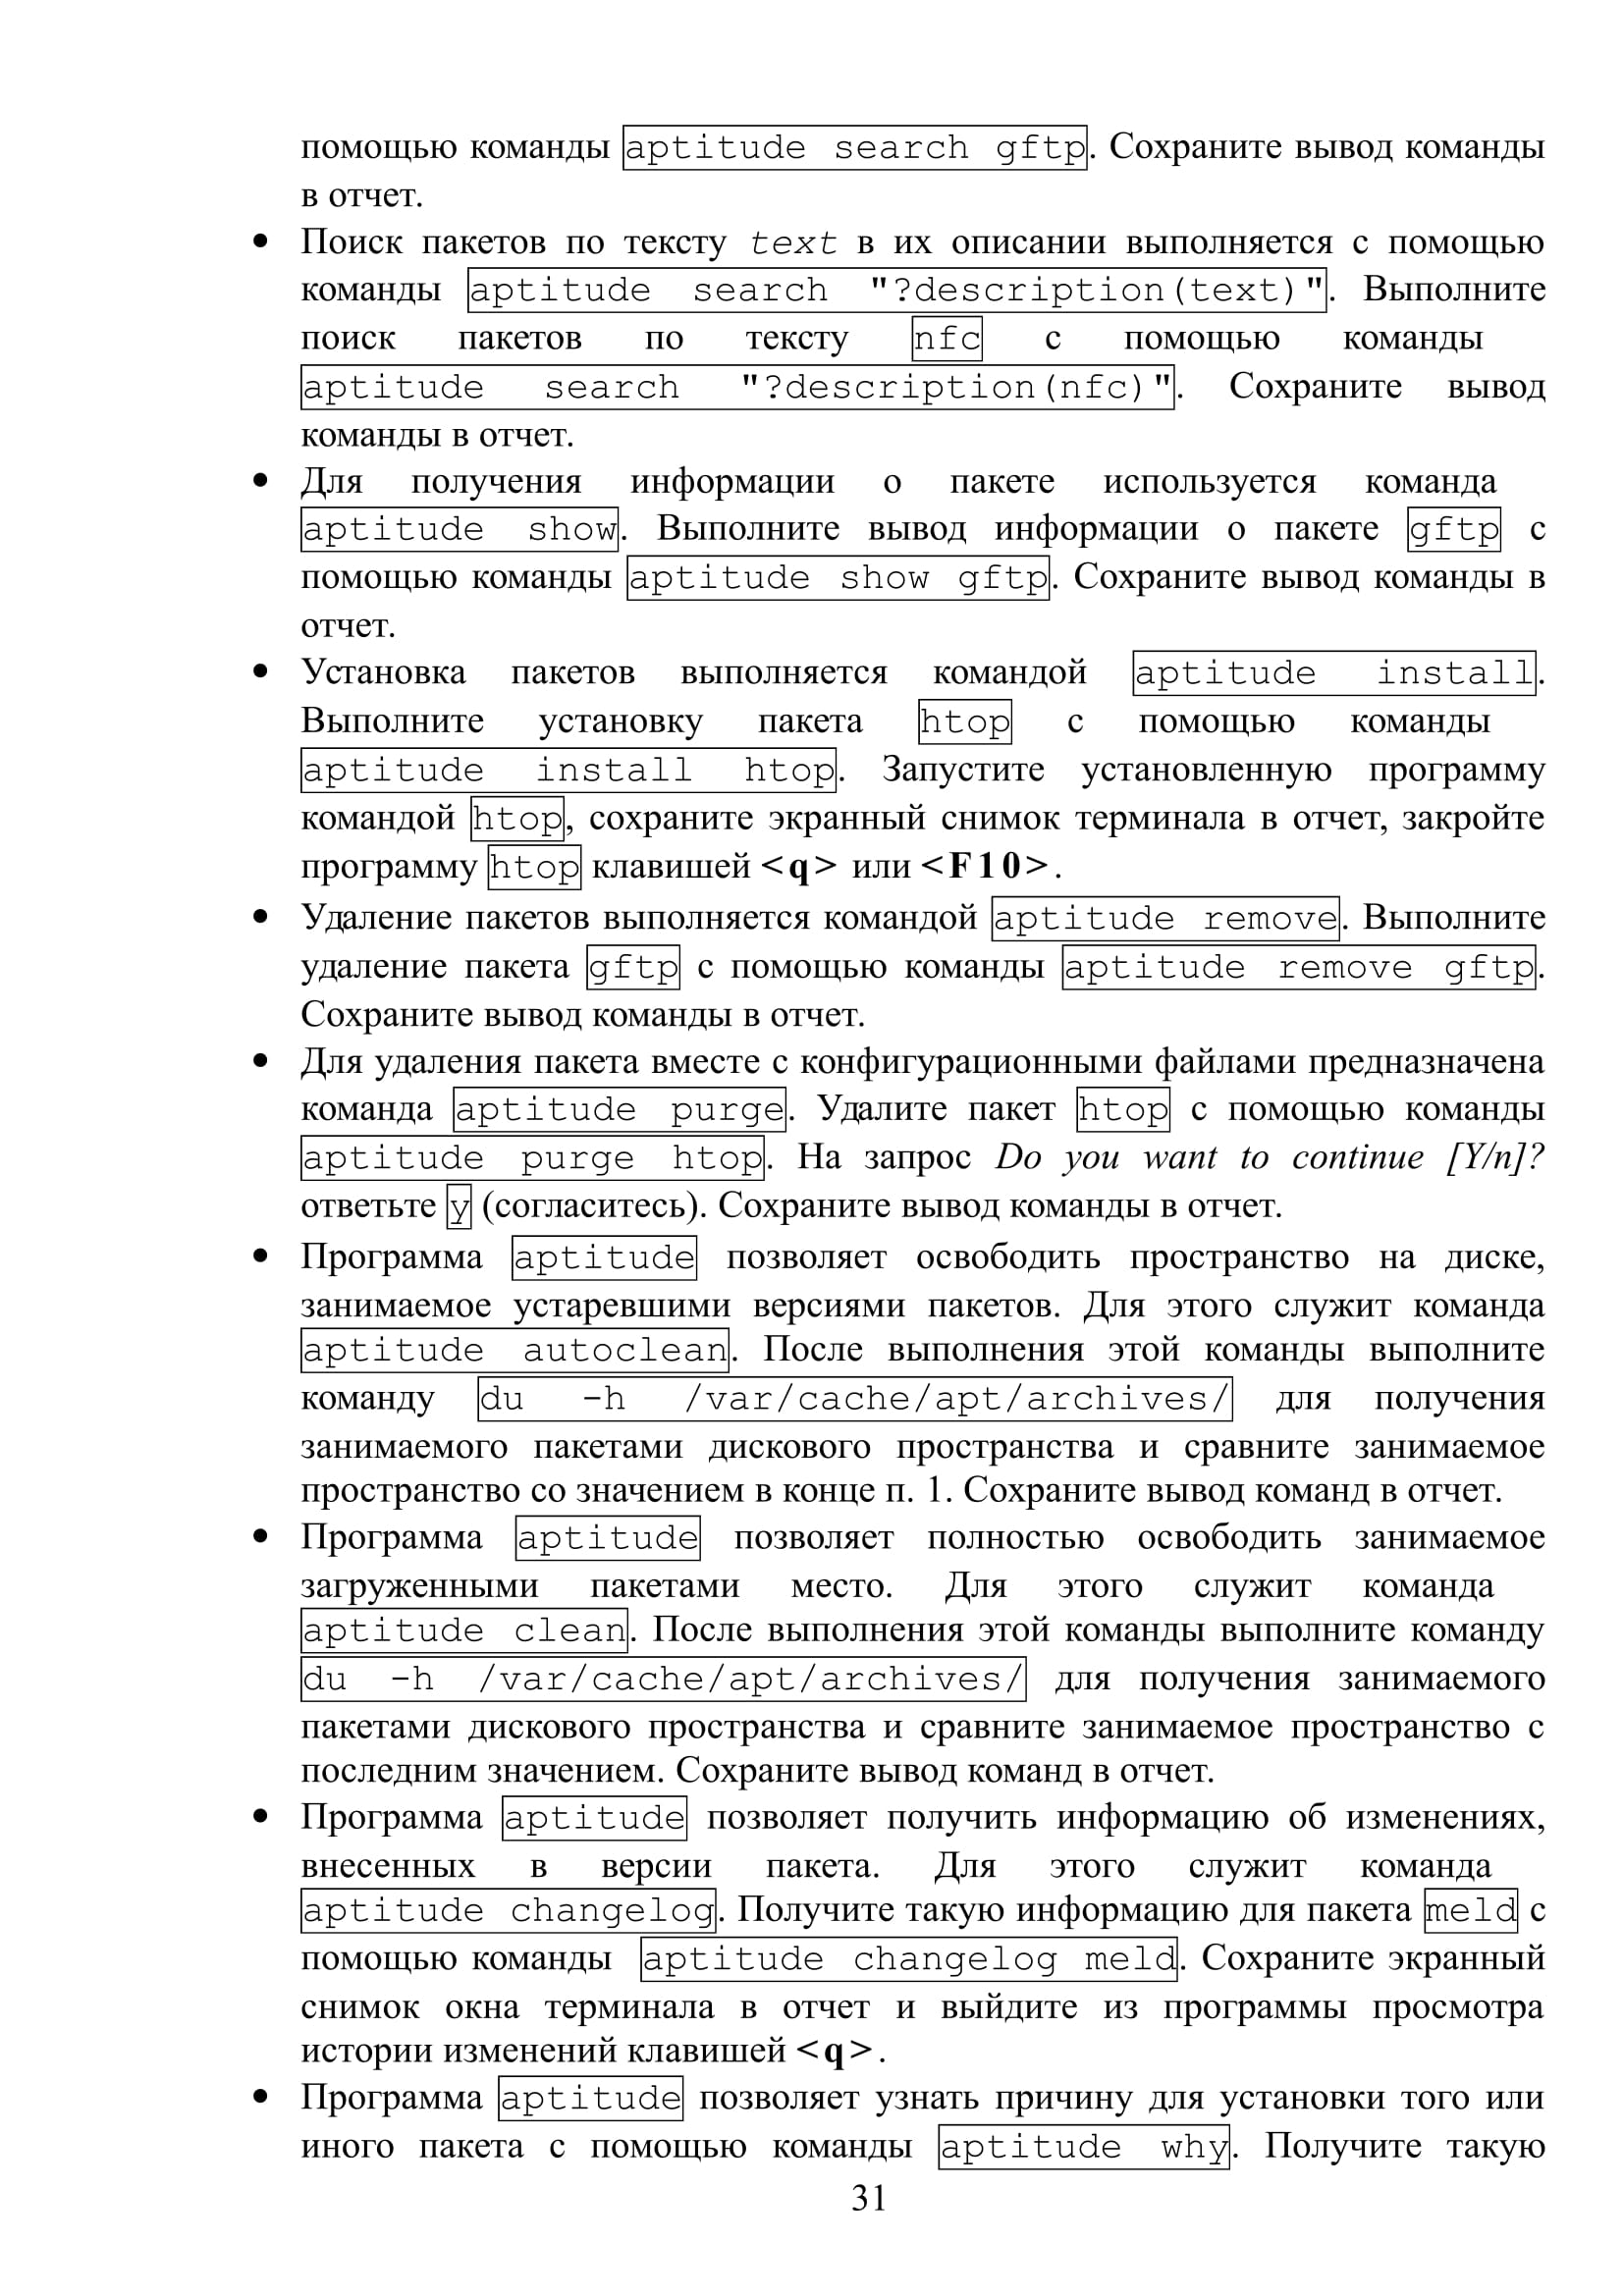 помощью команды aptitude search gftp. Сохраните вывод команды
в отчет.
• Поиск пакетов по тексту text в их описании выполняется с помощью
команды aptitude search "?description(text)". Выполните
поиск пакетов по тексту nfc с помощью команды
aptitude search "?description(nfc)". Сохраните вывод
команды в отчет.
• Для получения информации о пакете используется команда
aptitude show. Выполните вывод информации о пакете gftp с
помощью команды aptitude show gftp. Сохраните вывод команды в
отчет.
• Установка пакетов выполняется командой aptitude install.
Выполните установку пакета htop с помощью команды
aptitude install htop. Запустите установленную программу
командой htop, сохраните экранный снимок терминала в отчет, закройте
программу htop клавишей <q> или <F10>.
• Удаление пакетов выполняется командой aptitude remove. Выполните
удаление пакета gftp с помощью команды aptitude remove gftp.
Сохраните вывод команды в отчет.
• Для удаления пакета вместе с конфигурационными файлами предназначена
команда aptitude purge. Удалите пакет htop с помощью команды
aptitude purge htop. На запрос Do you want to continue [Y/n]?
ответьте y (согласитесь). Сохраните вывод команды в отчет.
• Программа aptitude позволяет освободить пространство на диске,
занимаемое устаревшими версиями пакетов. Для этого служит команда
aptitude autoclean. После выполнения этой команды выполните
команду du -h /var/cache/apt/archives/ для получения
занимаемого пакетами дискового пространства и сравните занимаемое
пространство со значением в конце п. 1. Сохраните вывод команд в отчет.
• Программа aptitude позволяет полностью освободить занимаемое
загруженными пакетами место. Для этого служит команда
aptitude clean. После выполнения этой команды выполните команду
du -h /var/cache/apt/archives/ для получения занимаемого
пакетами дискового пространства и сравните занимаемое пространство с
последним значением. Сохраните вывод команд в отчет.
• Программа aptitude позволяет получить информацию об изменениях,
внесенных в версии пакета. Для этого служит команда
aptitude changelog. Получите такую информацию для пакета meld с
помощью команды aptitude changelog meld. Сохраните экранный
снимок окна терминала в отчет и выйдите из программы просмотра
истории изменений клавишей <q>.
• Программа aptitude позволяет узнать причину для установки того или
иного пакета с помощью команды aptitude why. Получите такую
31